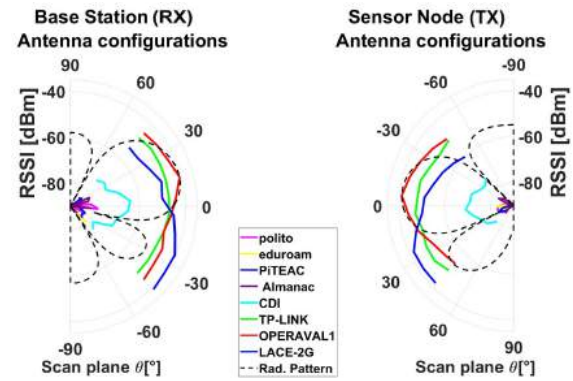 Base Station (RX)
Antenna configurations
Sensor Node (TX)
Antenna configurations
90
60
30
0
-30
-60
-90
-40
-60
-80
-80
RSSI [dBm]
Scan plane θ[°]
-90
-60
-30
0
30
60
90
-40
-60
-80
-80
RSSI [dBm]
Scan plane θ[°]
polito
eduroam
PiTEAC
Almanac
CDI
TP-LINK
OPERAVAL1
LACE-2G
Rad. Pattern